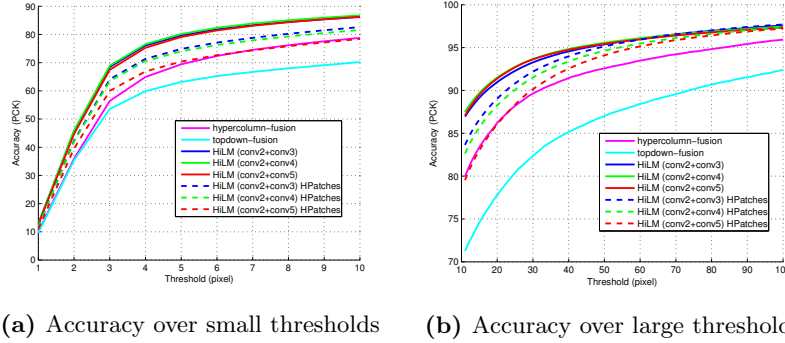 90
80
70
60
50
40
30
20
10
0
Accuracy (PCK)
hypercolumn−fusion
topdown−fusion
HiLM (conv2+conv3)
HiLM (conv2+conv4)
HiLM (conv2+conv5)
HiLM (conv2+conv3) HPatches
HiLM (conv2+conv4) HPatches
HiLM (conv2+conv5) HPatches
1 2 3 4 5 6 7 8 9 10
Threshold (pixel)
(a) Accuracy over small thresholds
100
95
90
85
80
75
70
Accuracy (PCK)
hypercolumn−fusion
topdown−fusion
HiLM (conv2+conv3)
HiLM (conv2+conv4)
HiLM (conv2+conv5)
HiLM (conv2+conv3) HPatches
HiLM (conv2+conv4) HPatches
HiLM (conv2+conv5) HPatches
10 20 30 40 50 60 70 80 90 10
Threshold (pixel)
(b) Accuracy over large threshol